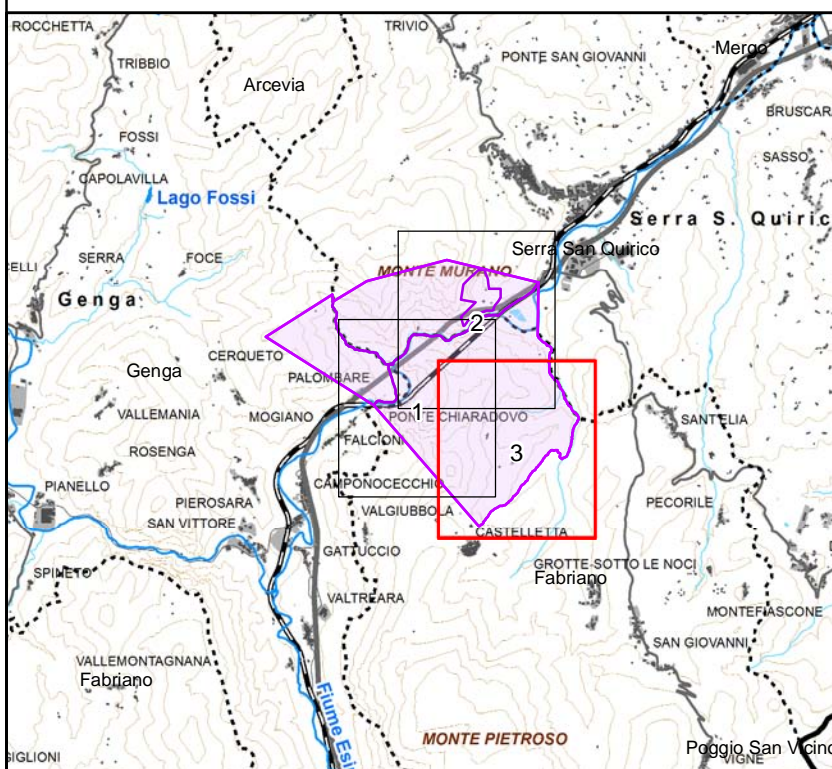 ROCCHETTA
TRIVIO
TRIBBIO
Arcevia
PONTE SAN GIOVANNI
Mergo
FOSSI
BRUSCAR
CAPOLAVILLA
SASSO
Lago Fossi
Serra S. Quiric
SERRA
FOCE
Serra San Quirico
CELLI
MONTE MURANO
Genga
2
CERQUETO
Genga
PALOMBARE
VALLEMANIA
MOGIANO
1
PONTE CHIARADOVO
SANT'ELIA
ROSENGA
FALCIONI
3
PIANELLO
CAMPONOCECCHIO
PECORILE
PIEROSARA
VALGIUBBOLA
SAN VITTORE
CASTELLETTA
GATTUCCIO
GROTTE-SOTTO LE NOCI
SPINETO
Fabriano
VALTREARA
MONTEFIASCONE
SAN GIOVANNI
VALLEMONTAGNANA
Fabriano
Fiume Esi
MONTE PIETROSO
Poggio San Vicino
GIGLIONI
VIGNE